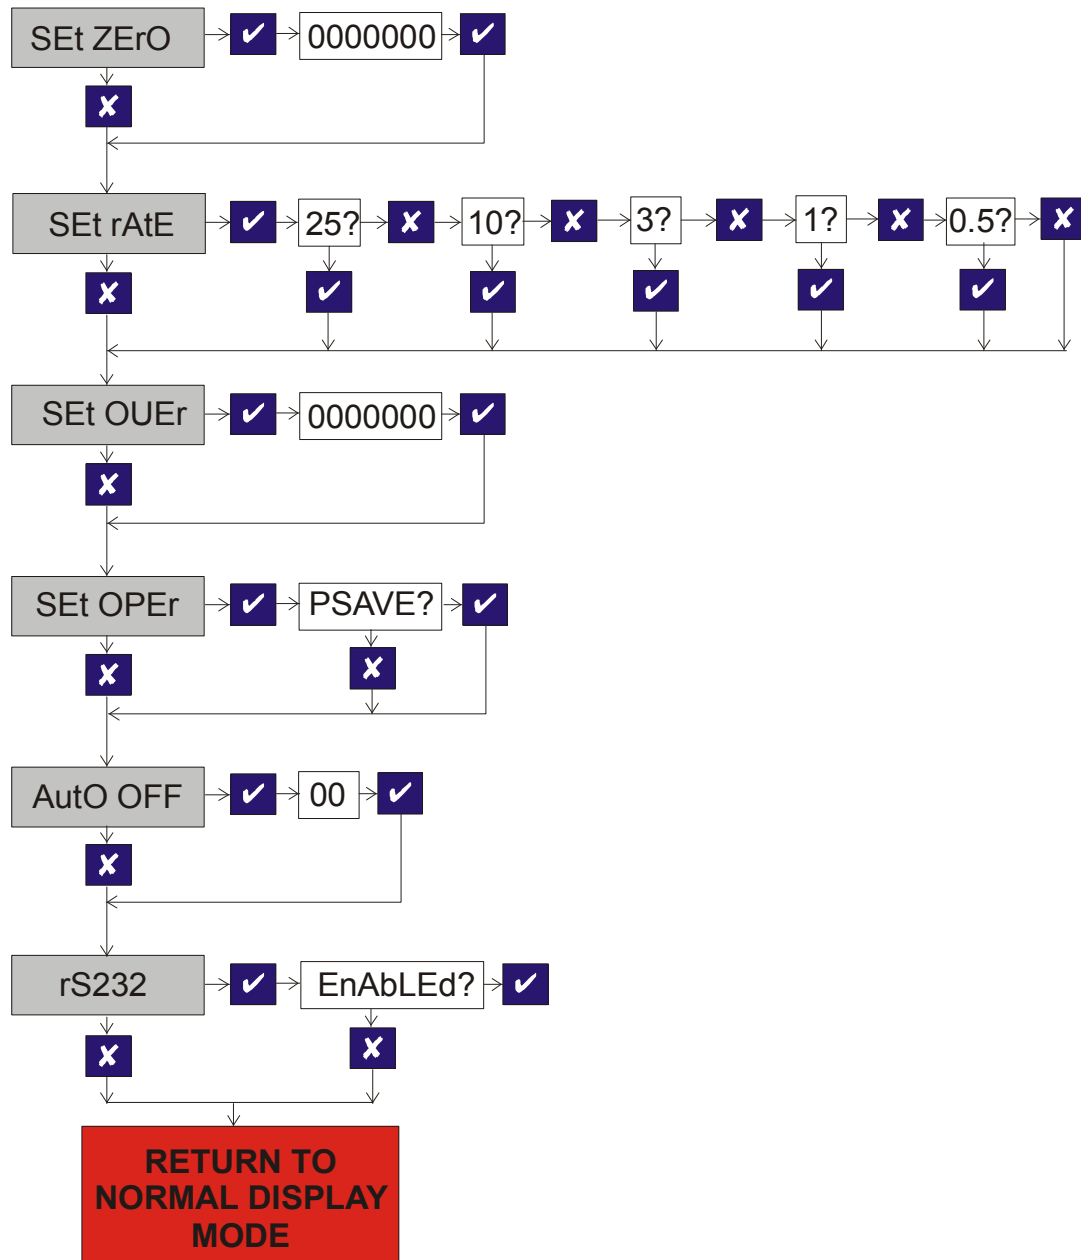 SEt ZErO ✔ 0000000 ✔
✘
SEt rAtE ✔ 25? ✘ 10? ✘ 3? ✘ 1? ✘ 0.5? ✘
✘ ✔ ✔ ✔ ✔ ✔
SEt OUEr ✔ 0000000 ✔
✘
SEt OPEr ✔ PSAVE? ✔
✘ ✘
AutO OFF ✔ 00 ✔
✘
rS232 ✔ EnAbLEd? ✔
✘ ✘
RETURN TO
NORMAL DISPLAY
MODE